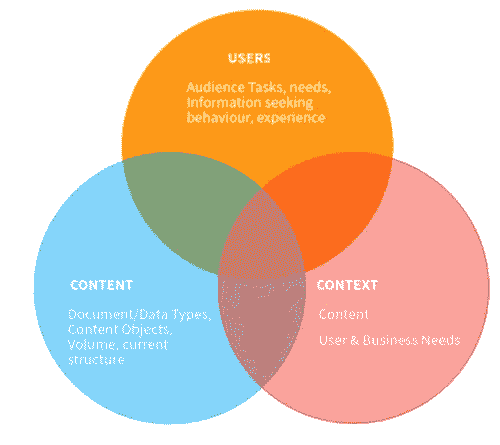 USERS
Audience Tasks, needs,
Information seeking
behaviour, experience
CONTENT
Document/Data Types,
Content Objects,
Volume, current
structure
CONTEXT
Content
User & Business Needs